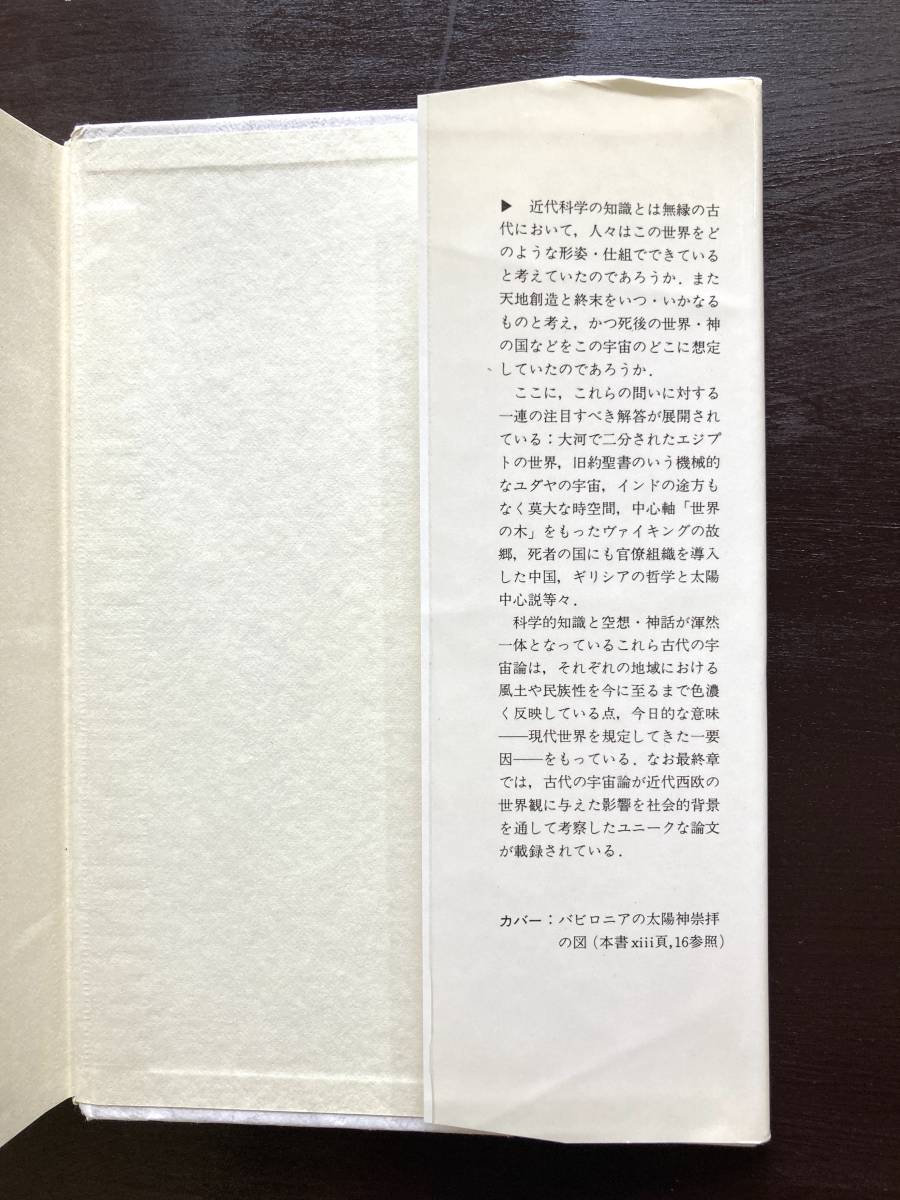 ▶ 近代科学の知識とは無縁の古
代において，人々はこの世界をど
のような形姿・仕組でできている
と考えていたのであろうか．また
天地創造と終末をいつ・いかなる
ものと考え，かつ死後の世界・神
の国などをこの宇宙のどこに想定
していたのであろうか．
ここに，これらの問いに対する
一連の注目すべき解答が展開され
ている：大河で二分されたエジプ
トの世界，旧約聖書のいう機械的
なユダヤの宇宙，インドの途方も
なく莫大な時空間，中心軸「世界
の木」をもったヴァイキングの故
郷，死者の国にも官僚組織を導入
した中国，ギリシアの哲学と太陽
中心説等々．
科学的知識と空想・神話が渾然
一体となっているこれら古代の宇
宙論は，それぞれの地域における
風土や民族性を今に至るまで色濃
く反映している点，今日的な意味
――現代世界を規定してきた一要
因――をもっている．なお最終章
では，古代の宇宙論が近代西欧の
世界観に与えた影響を社会的背景
を通して考察したユニークな論文
が載録されている．
カバー：バビロニアの太陽神崇拝
の図（本書xiii頁,16参照）